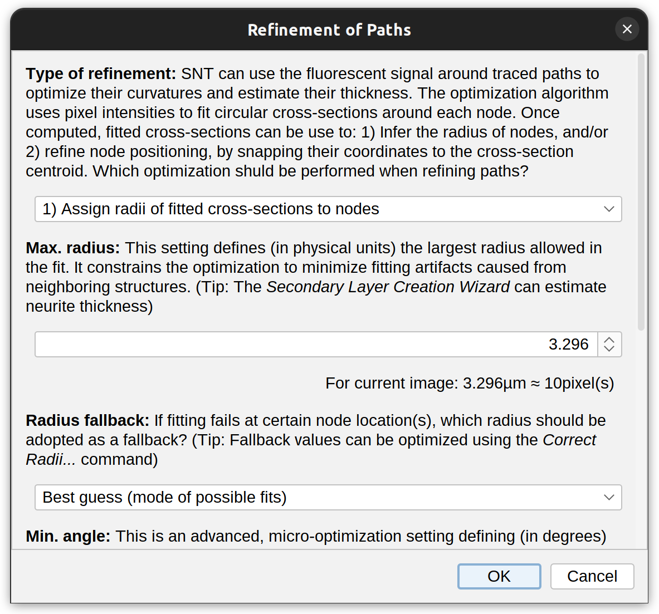 Refinement of Paths
Type of refinement: SNT can use the fluorescent signal around traced paths to
optimize their curvatures and estimate their thickness. The optimization algorithm
uses pixel intensities to fit circular cross-sections around each node. Once
computed, fitted cross-sections can be use to: 1) Infer the radius of nodes, and/or
2) refine node positioning, by snapping their coordinates to the cross-section
centroid. Which optimization shuld be performed when refining paths?
1) Assign radii of fitted cross-sections to nodes
Max. radius: This setting defines (in physical units) the largest radius allowed in
the fit. It constrains the optimization to minimize fitting artifacts caused from
neighboring structures. (Tip: The Secondary Layer Creation Wizard can estimate
neurite thickness)
3.296
For current image: 3.296µm ≈ 10pixel(s)
Radius fallback: If fitting fails at certain node location(s), which radius should be
adopted as a fallback? (Tip: Fallback values can be optimized using the Correct
Radii... command)
Best guess (mode of possible fits)
Min. angle: This is an advanced, micro-optimization setting defining (in degrees)
OK Cancel